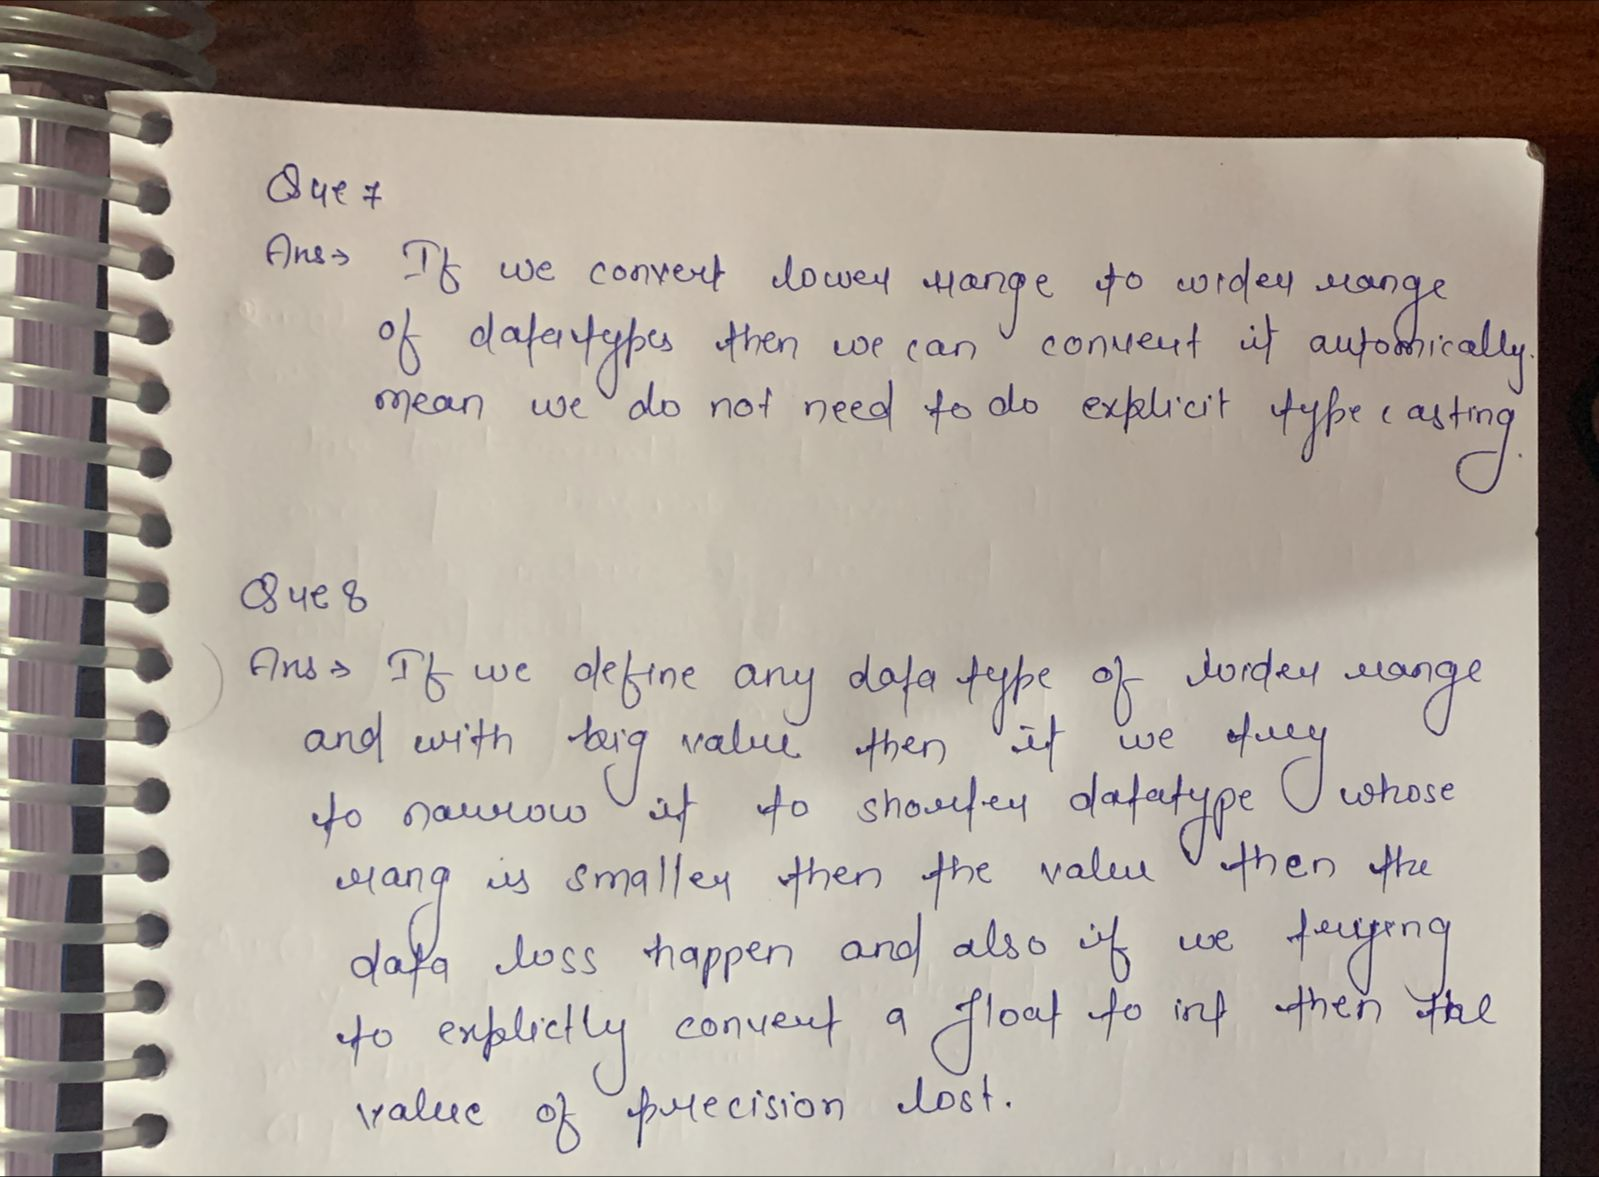 Que 7
Ans→ If we convert lower range to wider range
of datatypes then we can convert it automically.
mean we do not need to do explicit type casting.
Que 8
Ans→ If we define any data type of wider range
and with big value then if we try
to narrow it to shorter datatype whose
rang is smaller then the value then the
data loss happen and also if we trying
to explictly convert a float to int then the
value of precision lost.